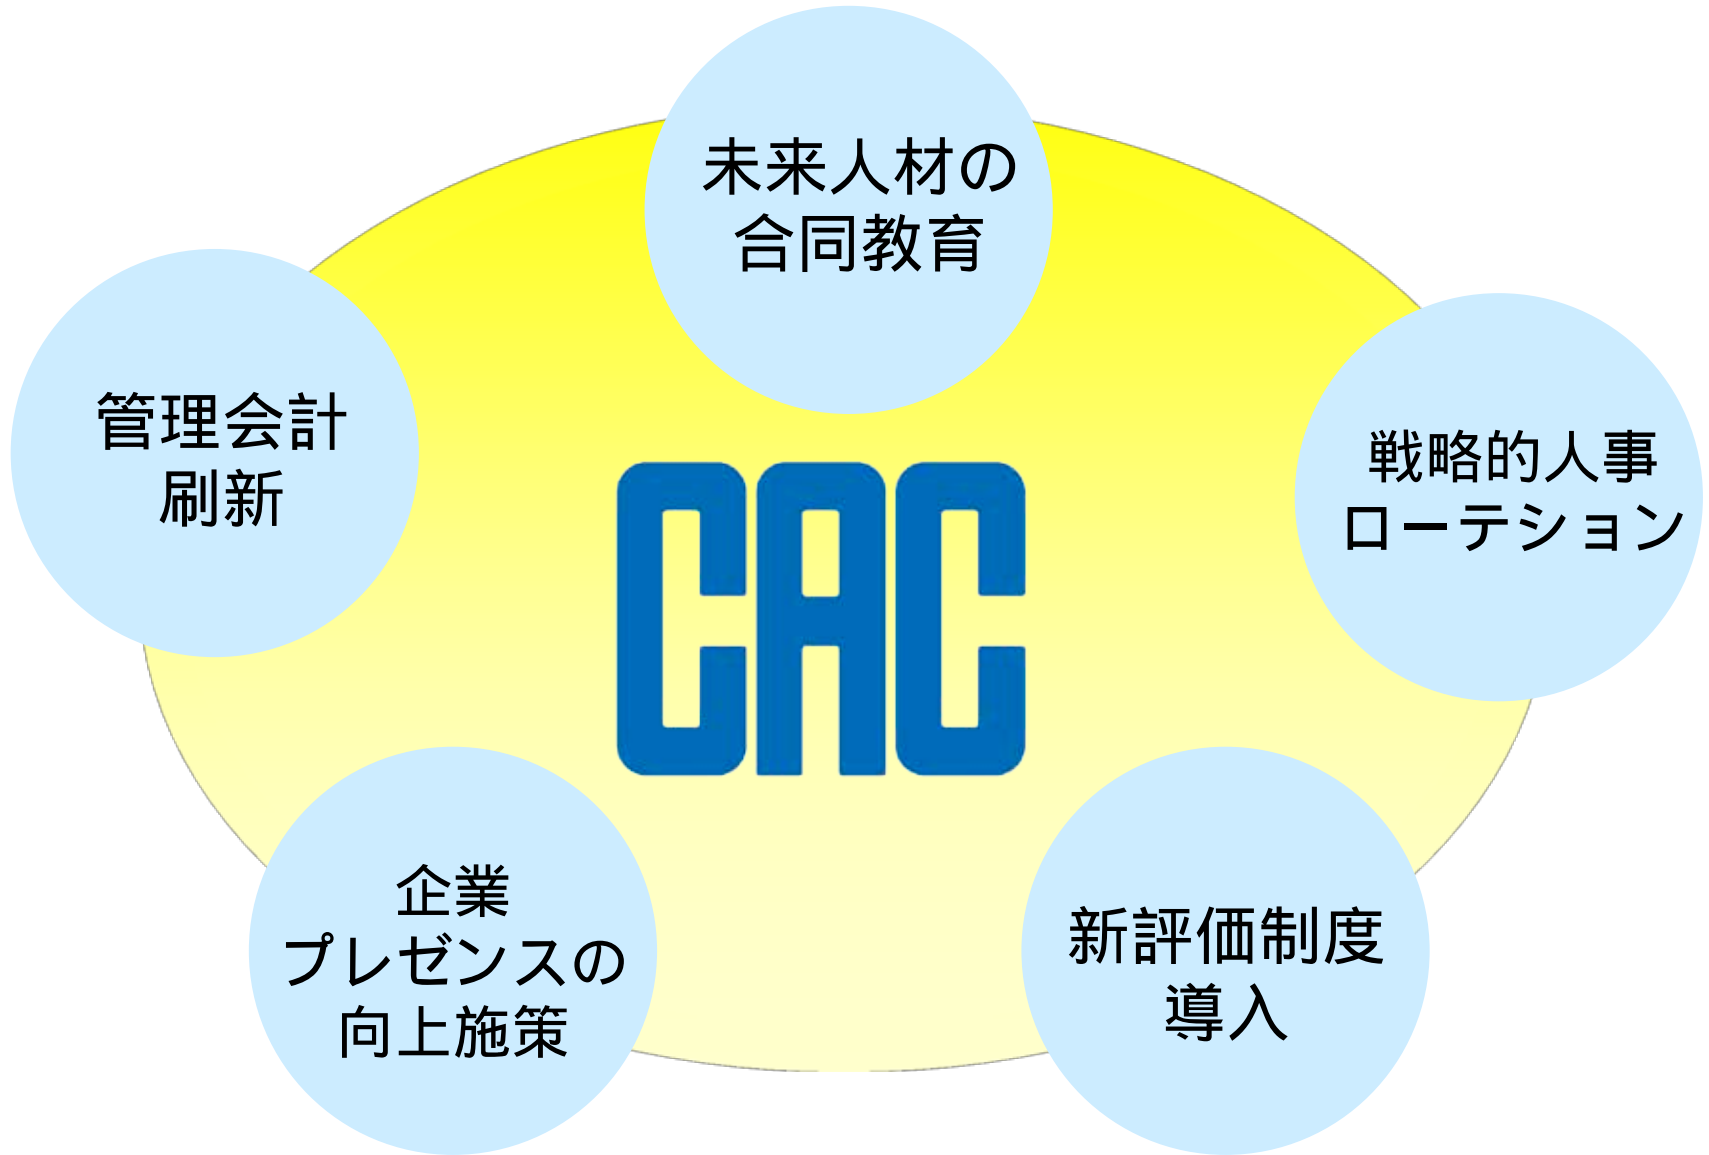 未来人材の
合同教育
管理会計
刷新
戦略的人事
ローテション
CAC
企業
プレゼンスの
向上施策
新評価制度
導入